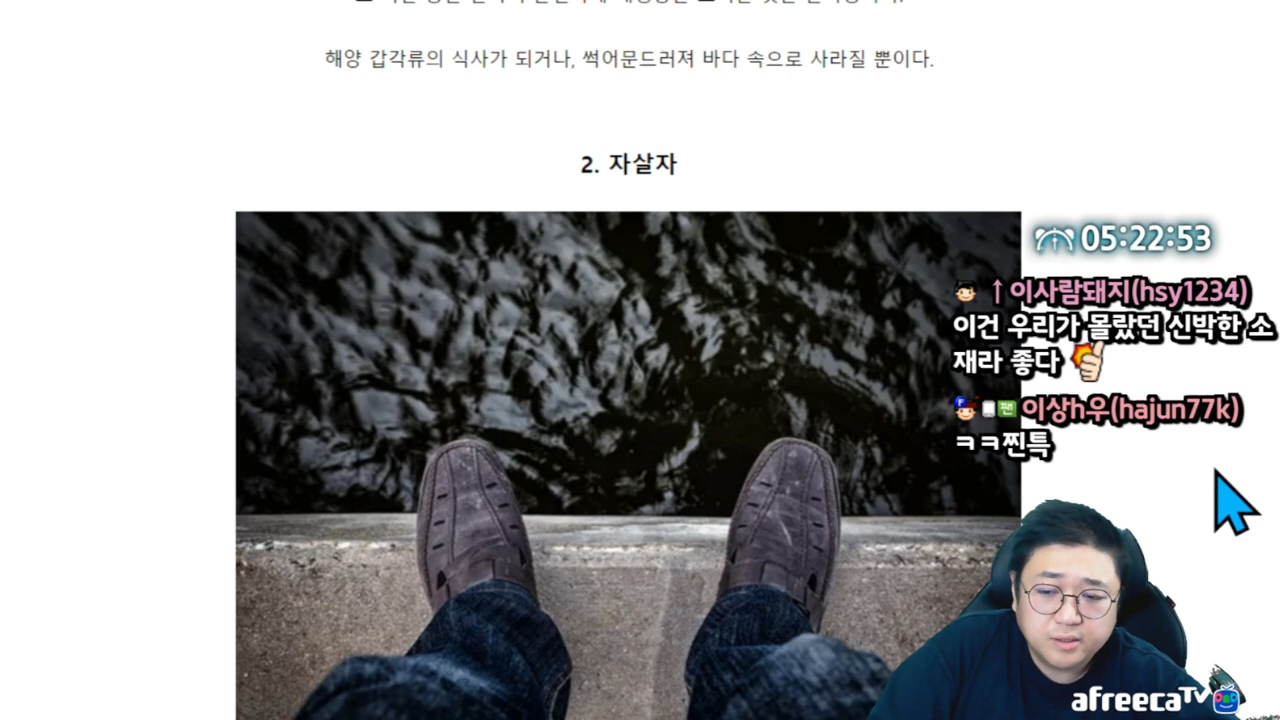 해양 갑각류의 식사가 되거나, 썩어문드러져 바다 속으로 사라질 뿐이다.
2. 자살자
05:22:53
↑이사람돼지(hsy1234)
이건 우리가 몰랐던 신박한 소
재라 좋다
이상h우(hajun77k)
ㅋㅋ찐특
afreecaTV